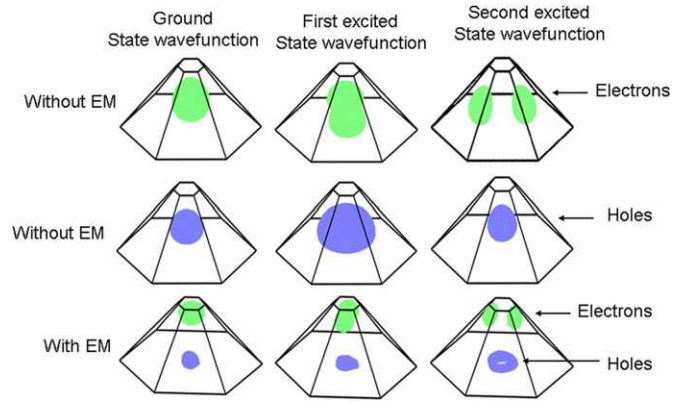 Ground
State wavefunction
First excited
State wavefunction
Second excited
State wavefunction
Without EM
Electrons
Without EM
Holes
With EM
Electrons
Holes